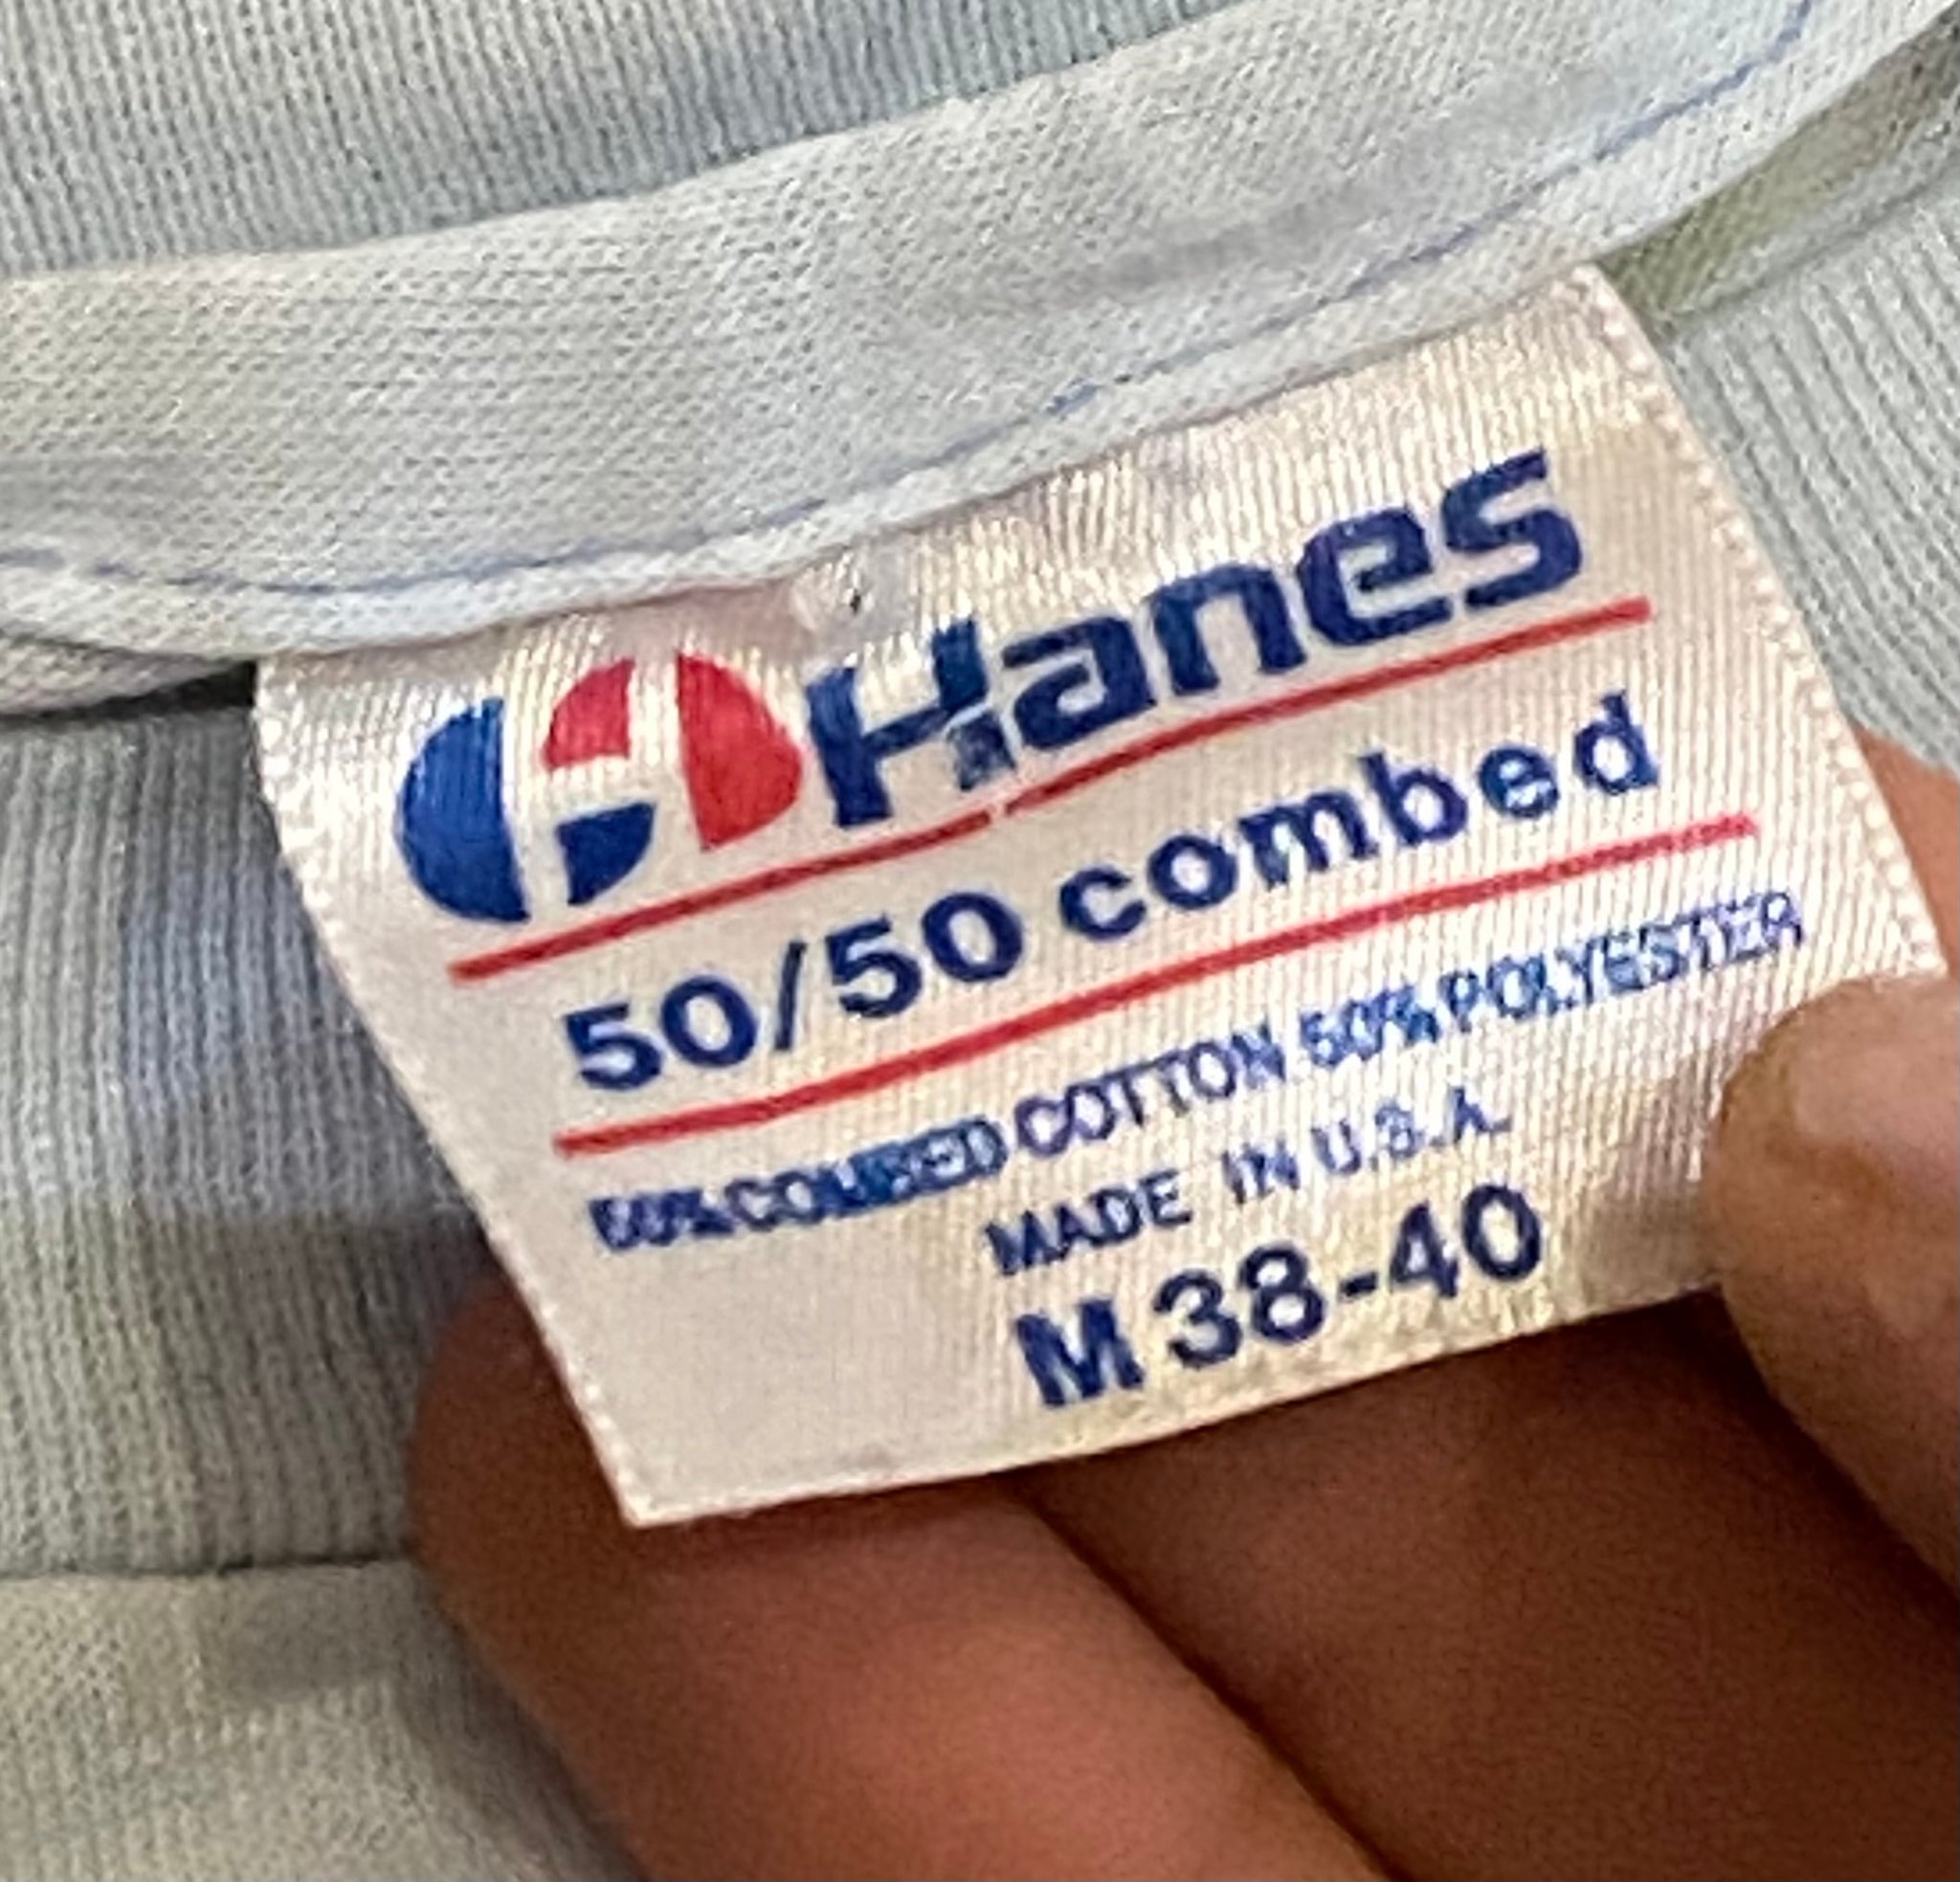 Hanes
50/50 combed
50% COMBED COTTON 50% POLYESTER
MADE IN U.S.A.
M 38-40